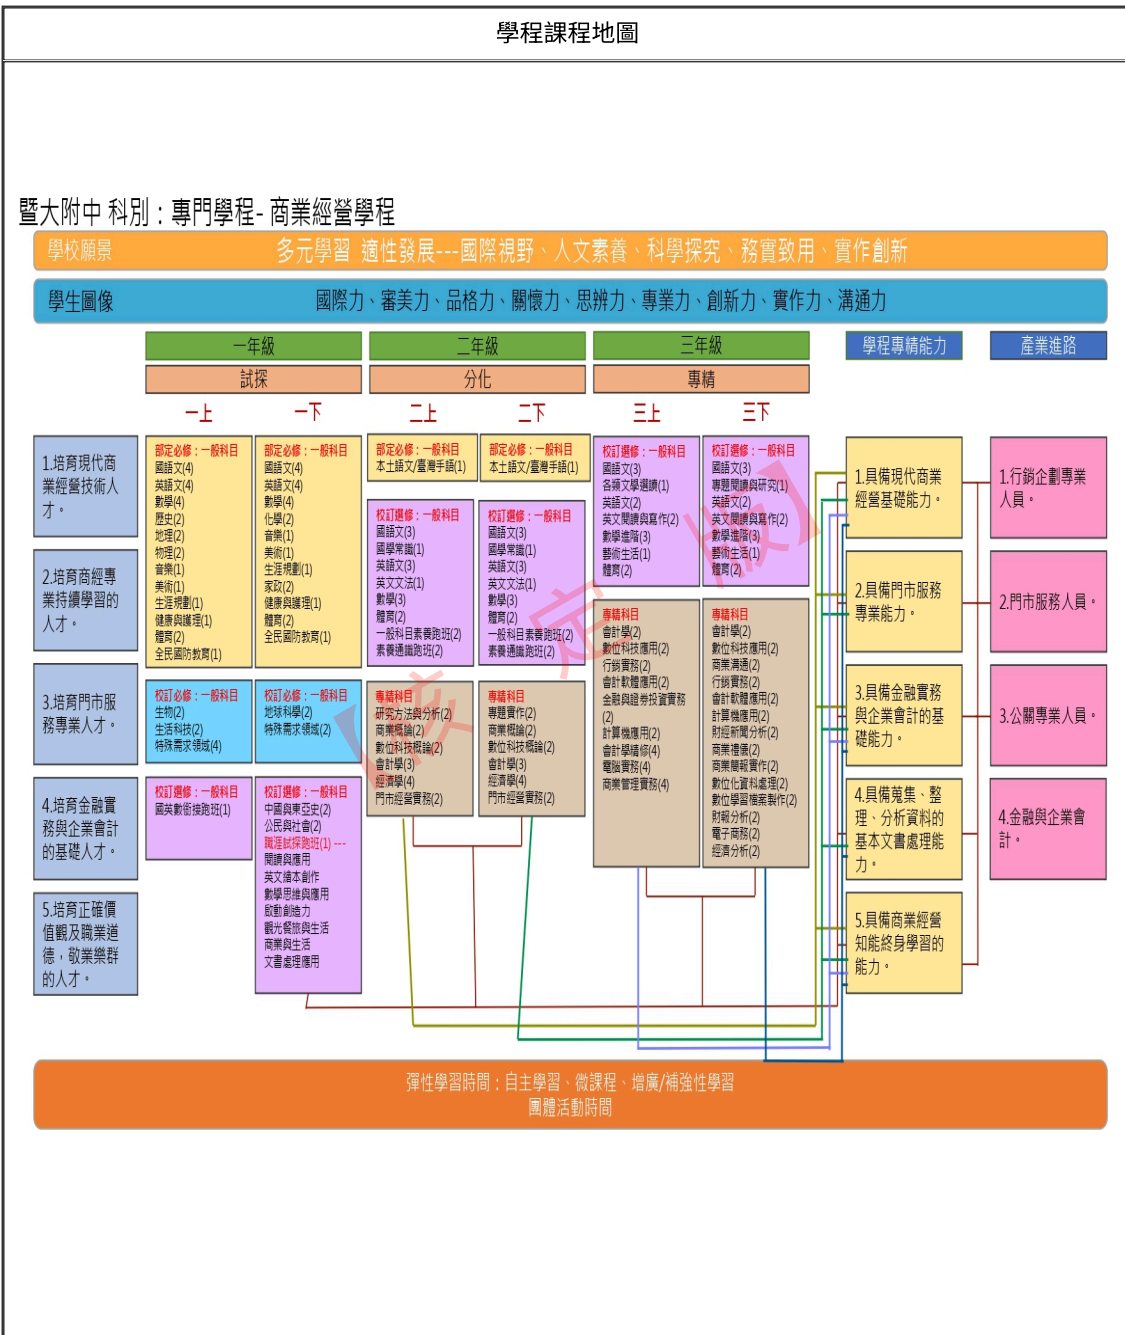 學程課程地圖
暨大附中 科別：專門學程- 商業經營學程
學校願景
多元學習 適性發展---國際視野、人文素養、科學探究、務實致用、實作創新
學生圖像
國際力、審美力、品格力、關懷力、思辨力、專業力、創新力、實作力、溝通力
一年級
二年級
三年級
學程專精能力
產業進路
試探
分化
專精
一上
一下
二上
二下
三上
三下
1.培育現代商
業經營技術人
才。
2.培育商經專
業持續學習的
人才。
3.培育門市服
務專業人才。
4.培育金融實
務與企業會計
的基礎人才。
5.培育正確價
值觀及職業道
德，敬業樂群
的人才。
部定必修：一般科目
國語文(4)
英語文(4)
數學(4)
歷史(2)
地理(2)
物理(2)
音樂(1)
美術(1)
生涯規劃(1)
健康與護理(1)
體育(2)
全民國防教育(1)
校訂必修：一般科目
生物(2)
生活科技(2)
特殊需求領域(4)
校訂選修：一般科目
國英數銜接跑班(1)
部定必修：一般科目
國語文(4)
英語文(4)
數學(4)
化學(2)
音樂(1)
美術(1)
生涯規劃(1)
家政(2)
健康與護理(1)
體育(2)
全民國防教育(1)
校訂必修：一般科目
地球科學(2)
特殊需求領域(2)
校訂選修：一般科目
中國與東亞史(2)
公民與社會(2)
職涯試探跑班(1) ---
閱讀與應用
英文繪本創作
數學思維與應用
啟動創造力
觀光餐旅與生活
商業與生活
文書處理應用
部定必修：一般科目
本土語文/臺灣手語(1)
校訂選修：一般科目
國語文(3)
國學常識(1)
英語文(3)
英文文法(1)
數學(3)
體育(2)
一般科目素養跑班(2)
素養通識跑班(2)
專精科目
研究方法與分析(2)
商業概論(2)
數位科技概論(2)
會計學(3)
經濟學(4)
門市經營實務(2)
部定必修：一般科目
本土語文/臺灣手語(1)
校訂選修：一般科目
國語文(3)
國學常識(1)
英語文(3)
英文文法(1)
數學(3)
體育(2)
一般科目素養跑班(2)
素養通識跑班(2)
專精科目
專題實作(2)
商業概論(2)
數位科技概論(2)
會計學(3)
經濟學(4)
門市經營實務(2)
校訂選修：一般科目
國語文(3)
各類文學選讀(1)
英語文(2)
英文閱讀與寫作(2)
數學進階(3)
藝術生活(1)
體育(2)
專精科目
會計學(2)
數位科技應用(2)
行銷實務(2)
會計軟體應用(2)
金融與證券投資實務
(2)
計算機應用(2)
會計學精修(4)
電腦實務(4)
商業管理實務(4)
校訂選修：一般科目
國語文(3)
專題閱讀與研究(1)
英語文(2)
英文閱讀與寫作(2)
數學進階(3)
藝術生活(1)
體育(2)
專精科目
會計學(2)
數位科技應用(2)
商業溝通(2)
行銷實務(2)
會計軟體應用(2)
計算機應用(2)
財經新聞分析(2)
商業禮儀(2)
商業簡報實作(2)
數位化資料處理(2)
數位學習檔案製作(2)
財報分析(2)
電子商務(2)
經濟分析(2)
1.具備現代商業
經營基礎能力。
2.具備門市服務
專業能力。
3.具備金融實務
與企業會計的基
礎能力。
4.具備蒐集、整
理、分析資料的
基本文書處理能
力。
5.具備商業經營
知能終身學習的
能力。
1.行銷企劃專業
人員。
2.門市服務人員。
3.公關專業人員。
4.金融與企業會
計。
【核定版】
彈性學習時間：自主學習、微課程、增廣/補強性學習
團體活動時間